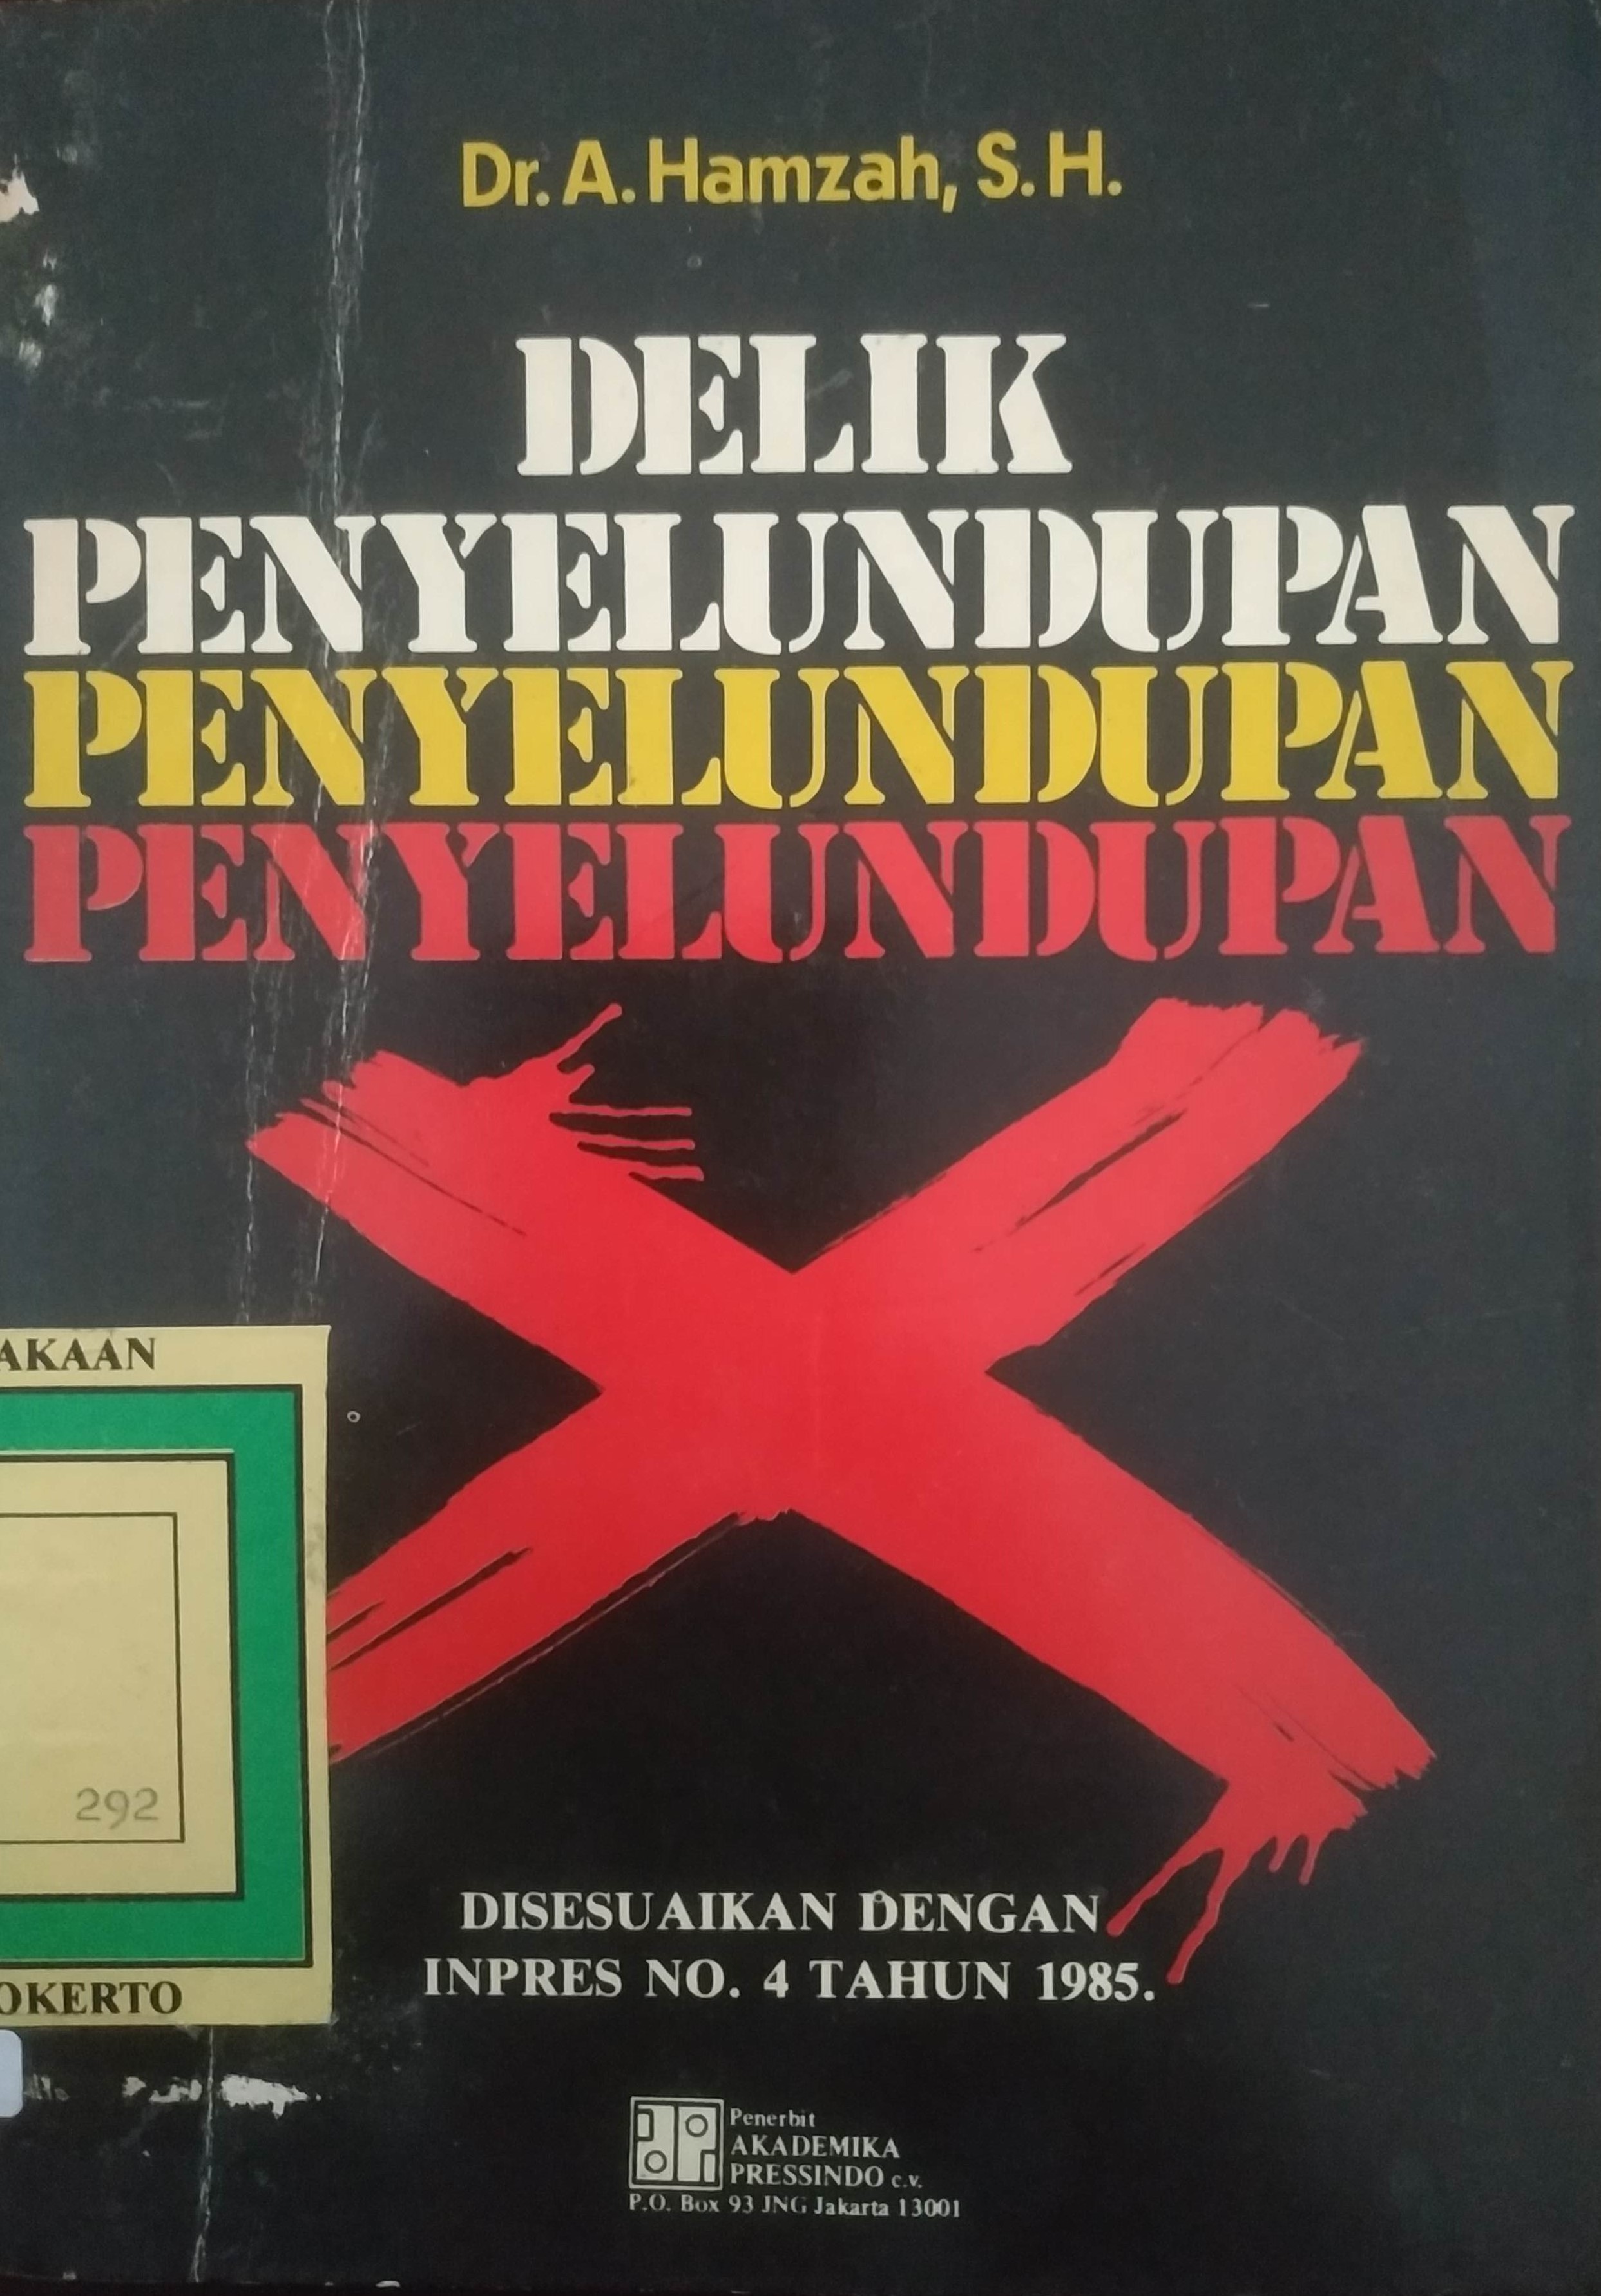 Dr. A. Hamzah, S.H.
DELIK
PENYELUNDUPAN
PENYELUNDUPAN
PENYELUNDUPAN
AKAAN
292
OKERTO
DISESUAIKAN DENGAN
INPRES NO. 4 TAHUN 1985.
Penerbit
AKADEMIKA
PRESSINDO c.v.
P.O. Box 93 JNG Jakarta 13001